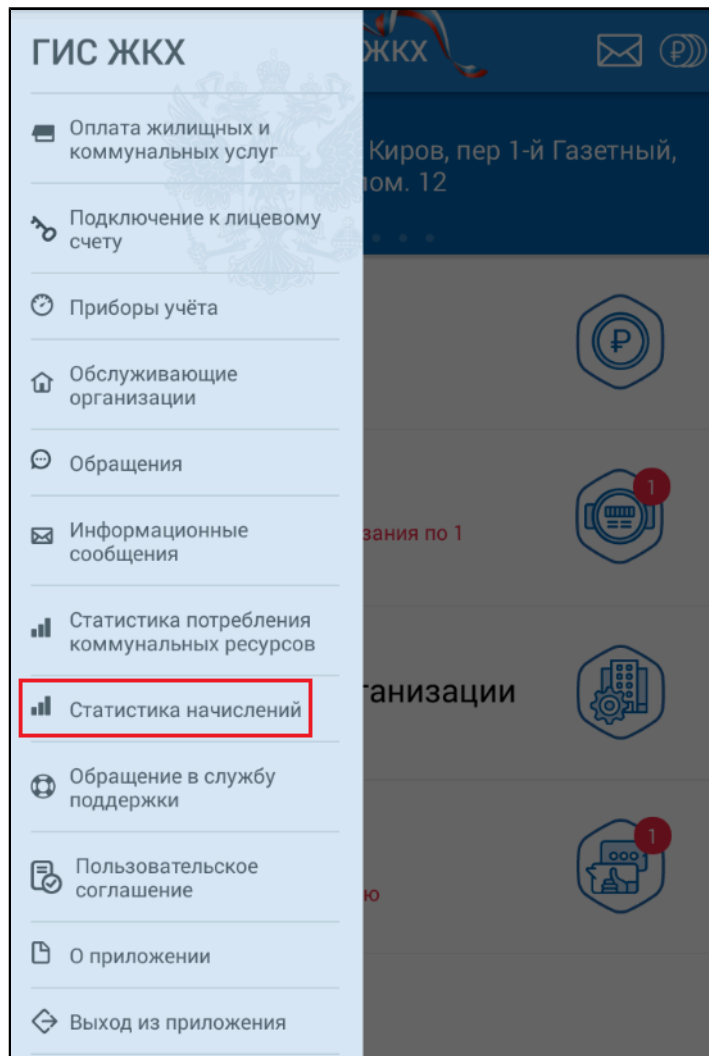 ГИС ЖКХ
ЖКХ
Оплата жилищных и
коммунальных услуг
Киров, пер 1-й Газетный,
пом. 12
Подключение к лицевому
счету
Приборы учёта
Обслуживающие
организации
Обращения
1
Информационные
сообщения
зания по 1
Статистика потребления
коммунальных ресурсов
ганизации
Статистика начислений
Обращение в службу
поддержки
1
Пользовательское
соглашение
ю
О приложении
Выход из приложения